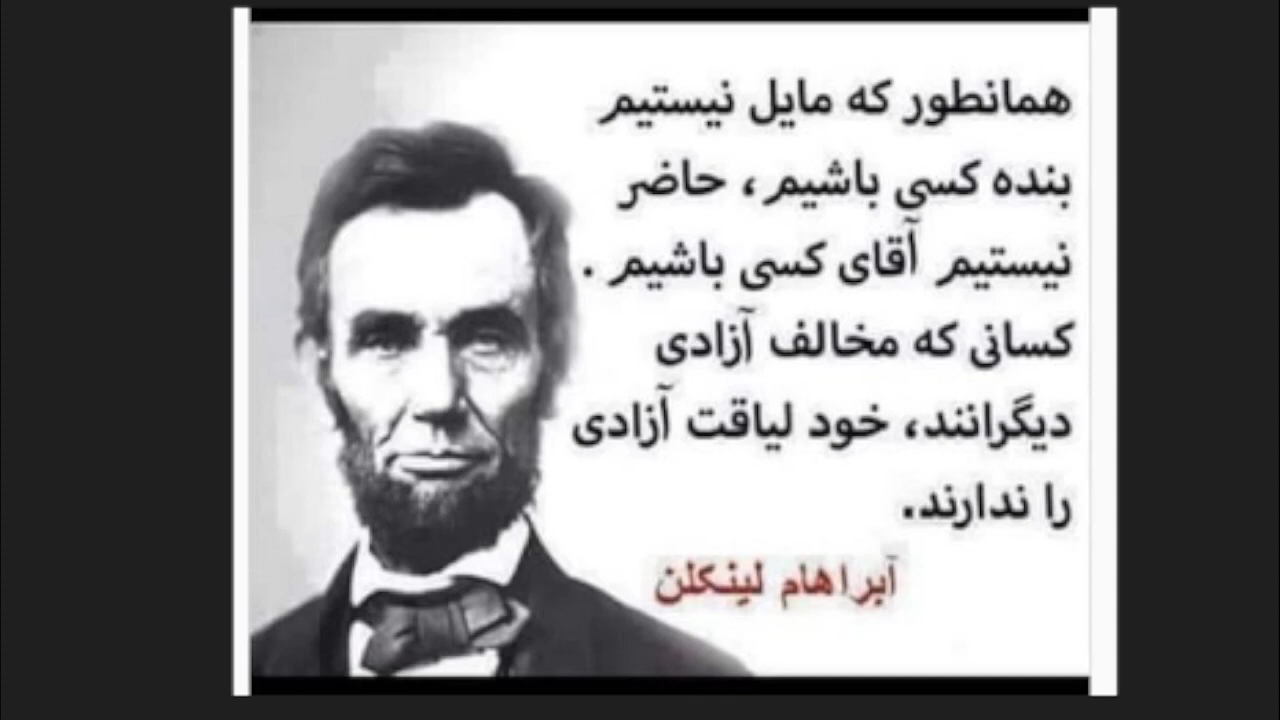 همانطور که مایل نیستیم
بنده کسی باشیم، حاضر
نیستیم آقای کسی باشیم .
کسانی که مخالف آزادی
دیگرانند، خود لیاقت آزادی
را ندارند.
آبراهام لینکلن